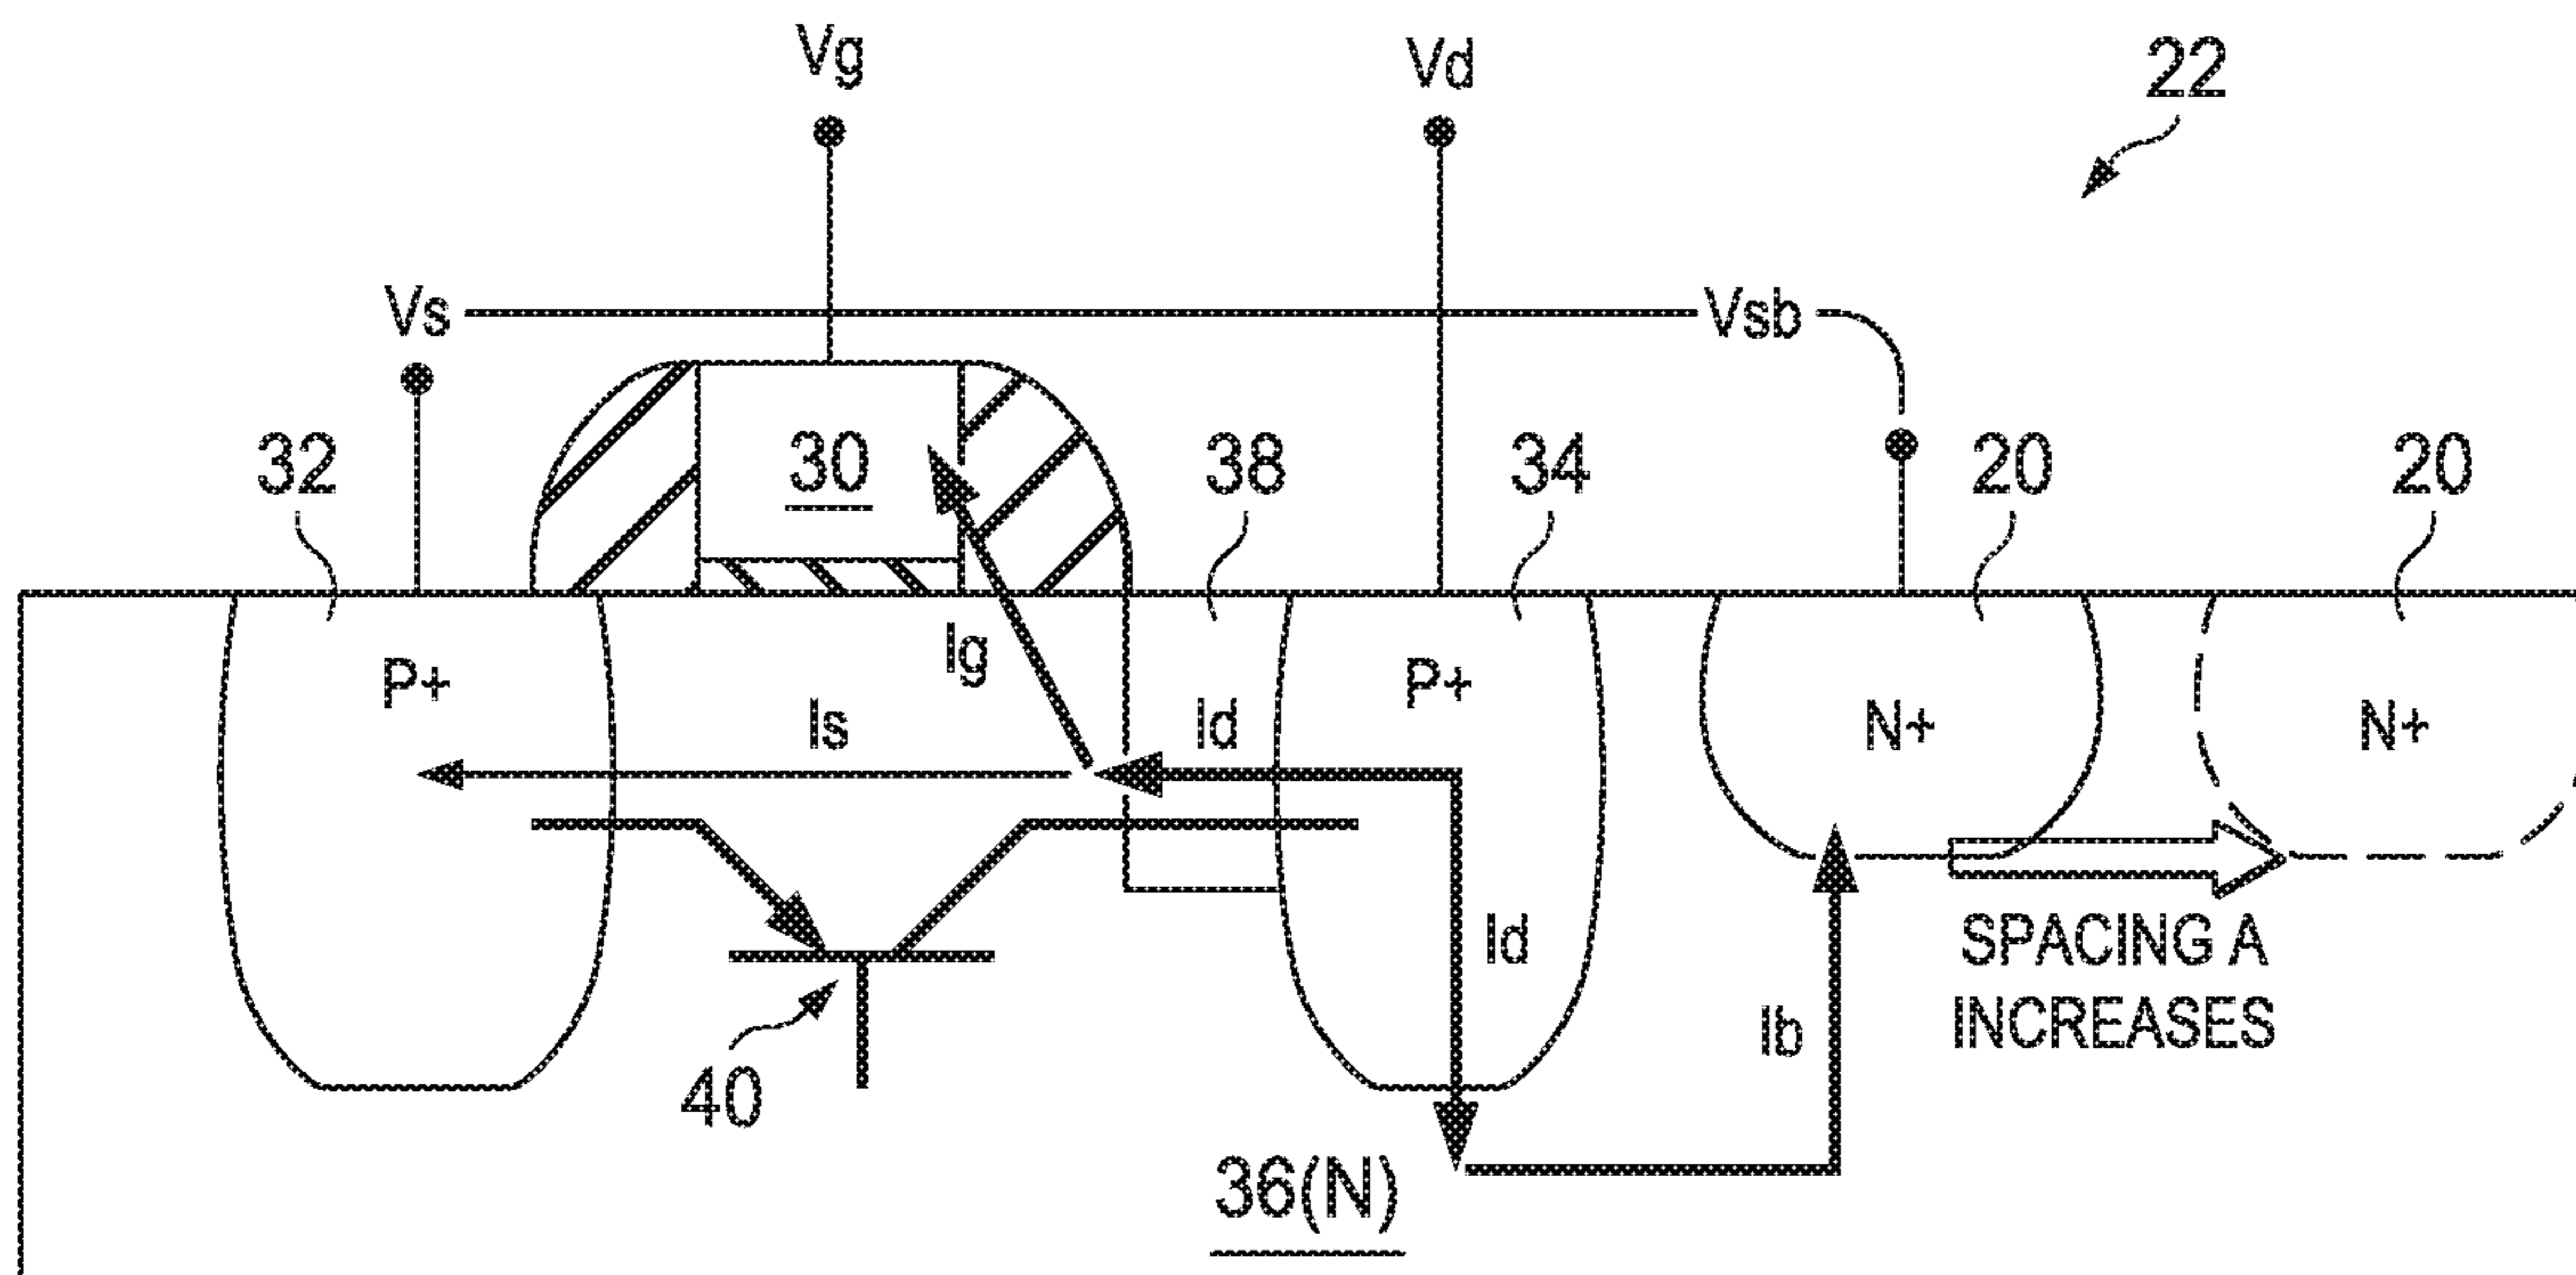 Vg
Vd
22
Vs
Vsb
32
30
38
34
20
20
P+
Ig
P+
Is
Id
N+
N+
Id
SPACING A
INCREASES
Ib
40
36(N)